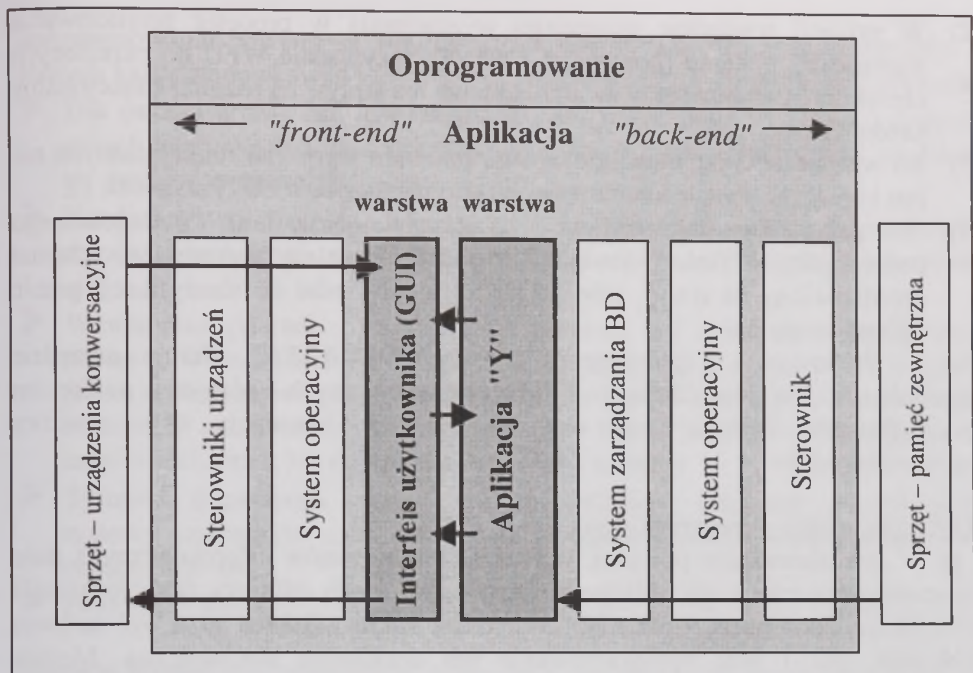 Oprogramowanie
"front-end" Aplikacja "back-end"
warstwa warstwa
Sprzęt – urządzenia konwersacyjne
Sterowniki urządzeń
System operacyjny
Interfejs użytkownika (GUI)
Aplikacja "Y"
System zarządzania BD
System operacyjny
Sterownik
Sprzęt – pamięć zewnętrzna